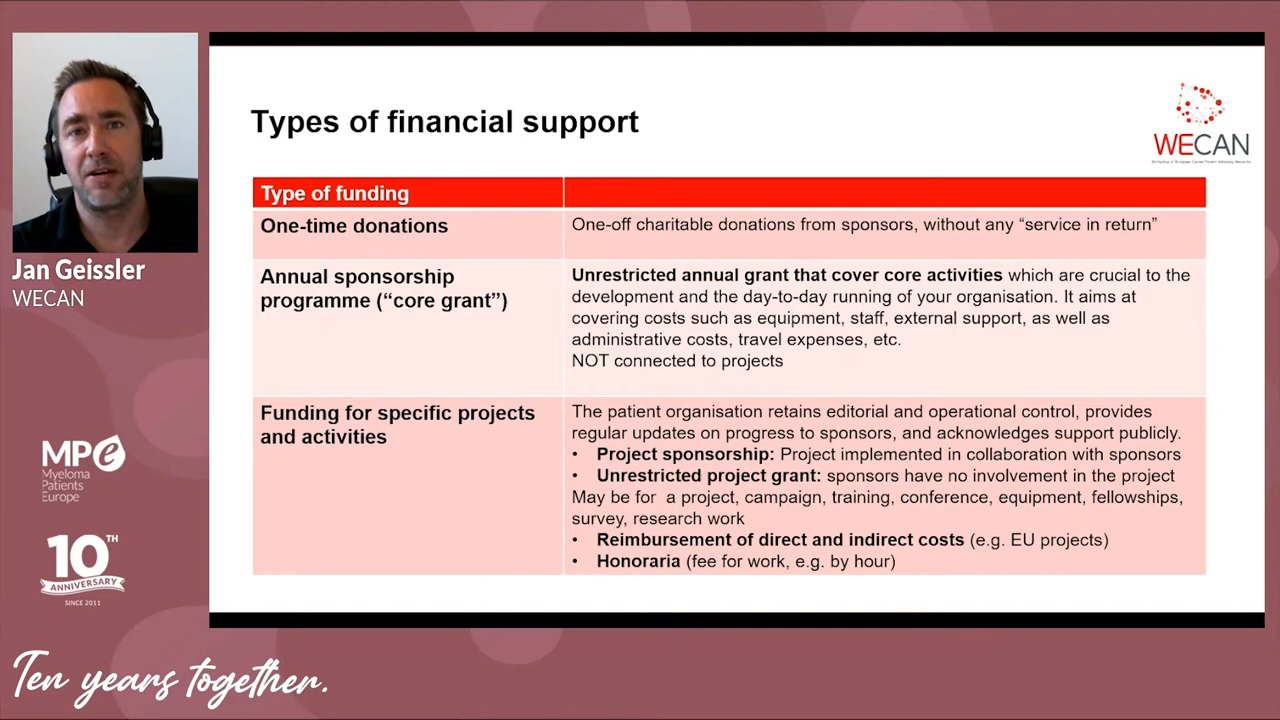 Jan Geissler
WECAN
MPe
Myeloma
Patients
Europe
10TH
ANNIVERSARY
SINCE 2011
Ten years together.
Types of financial support
WECAN
Workgroup of European Cancer Patient Advocacy Networks
Type of funding
One-time donations
One-off charitable donations from sponsors, without any “service in return”
Annual sponsorship
programme (“core grant”)
Unrestricted annual grant that cover core activities which are crucial to the
development and the day-to-day running of your organisation. It aims at
covering costs such as equipment, staff, external support, as well as
administrative costs, travel expenses, etc.
NOT connected to projects
Funding for specific projects
and activities
The patient organisation retains editorial and operational control, provides
regular updates on progress to sponsors, and acknowledges support publicly.
• Project sponsorship: Project implemented in collaboration with sponsors
• Unrestricted project grant: sponsors have no involvement in the project
May be for a project, campaign, training, conference, equipment, fellowships,
survey, research work
• Reimbursement of direct and indirect costs (e.g. EU projects)
• Honoraria (fee for work, e.g. by hour)